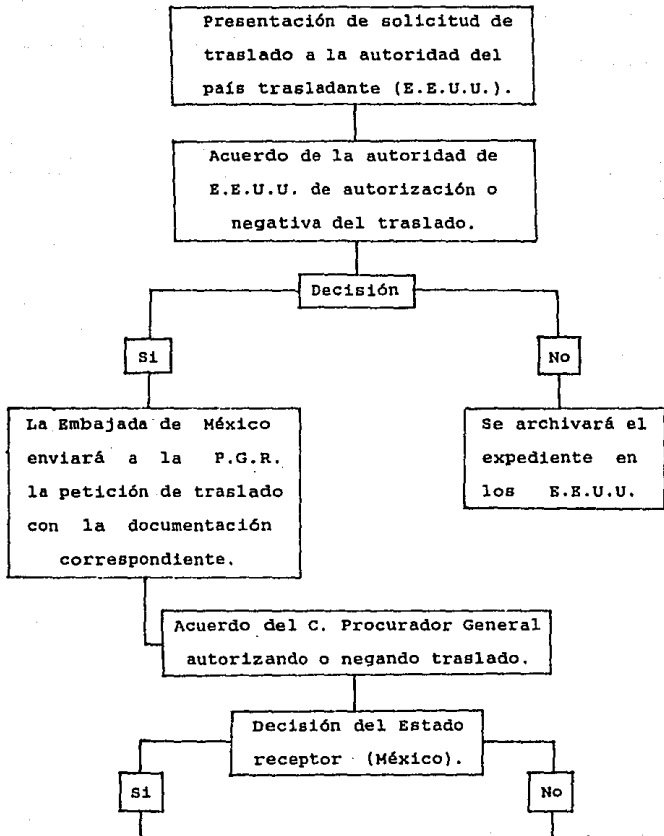 Presentación de solicitud de
traslado a la autoridad del
país trasladante (E.E.U.U.).
Acuerdo de la autoridad de
E.E.U.U. de autorización o
negativa del traslado.
Decisión
Si
No
La Embajada de México
enviará a la P.G.R.
la petición de traslado
con la documentación
correspondiente.
Se archivará el
expediente en
los E.E.U.U.
Acuerdo del C. Procurador General
autorizando o negando traslado.
Decisión del Estado
receptor (México).
Si
No